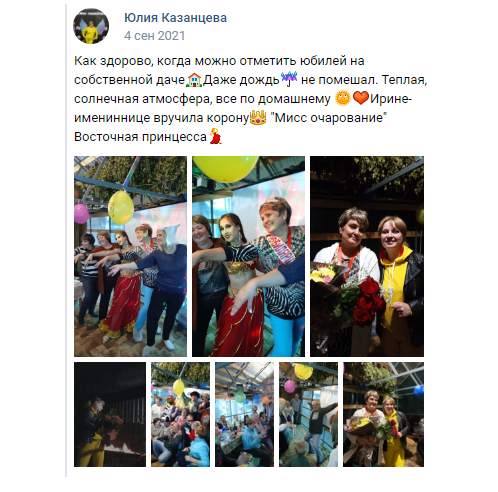 Юлия Казанцева
4 сен 2021
Как здорово, когда можно отметить юбилей на
собственной даче🏡Даже дождь☔ не помешал. Теплая,
солнечная атмосфера, все по домашнему 🌞❤Ирине-
имениннице вручила корону👑 "Мисс очарование"
Восточная принцесса💃